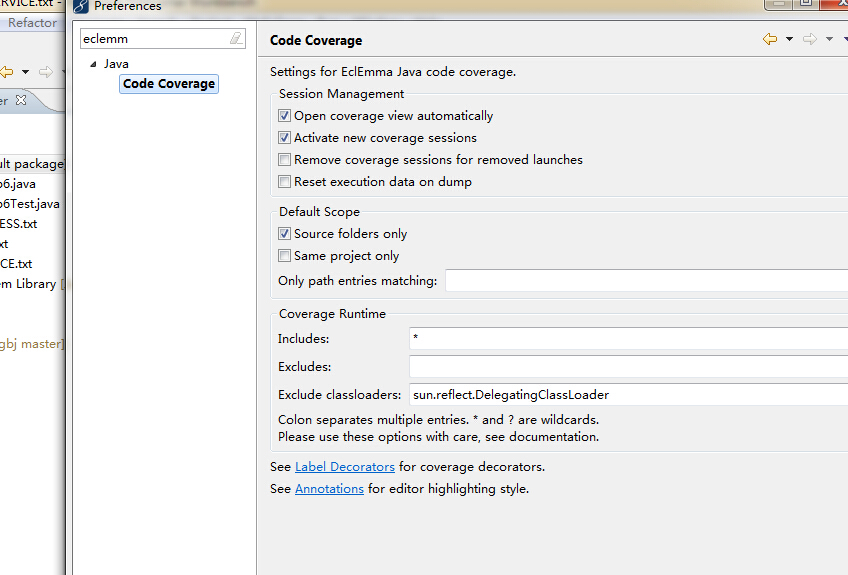 RVICE.txt -
Preferences
Refactor
eclemm
Java
Code Coverage
er
ult package]
o6.java
o6Test.java
ESS.txt
xt
CE.txt
em Library [
gbj master]
Code Coverage
Settings for EclEmma Java code coverage.
Session Management
Open coverage view automatically
Activate new coverage sessions
Remove coverage sessions for removed launches
Reset execution data on dump
Default Scope
Source folders only
Same project only
Only path entries matching:
Coverage Runtime
Includes: *
Excludes:
Exclude classloaders: sun.reflect.DelegatingClassLoader
Colon separates multiple entries. * and ? are wildcards.
Please use these options with care, see documentation.
See Label Decorators for coverage decorators.
See Annotations for editor highlighting style.